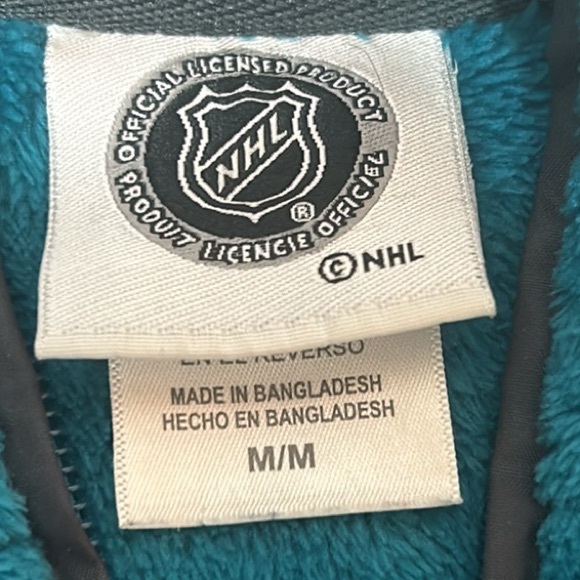 OFFICIAL LICENSED PRODUCT
NHL
®
PRODUIT LICENCIE OFFICIEL
© NHL
EN EL REVERSO
MADE IN BANGLADESH
HECHO EN BANGLADESH
M/M